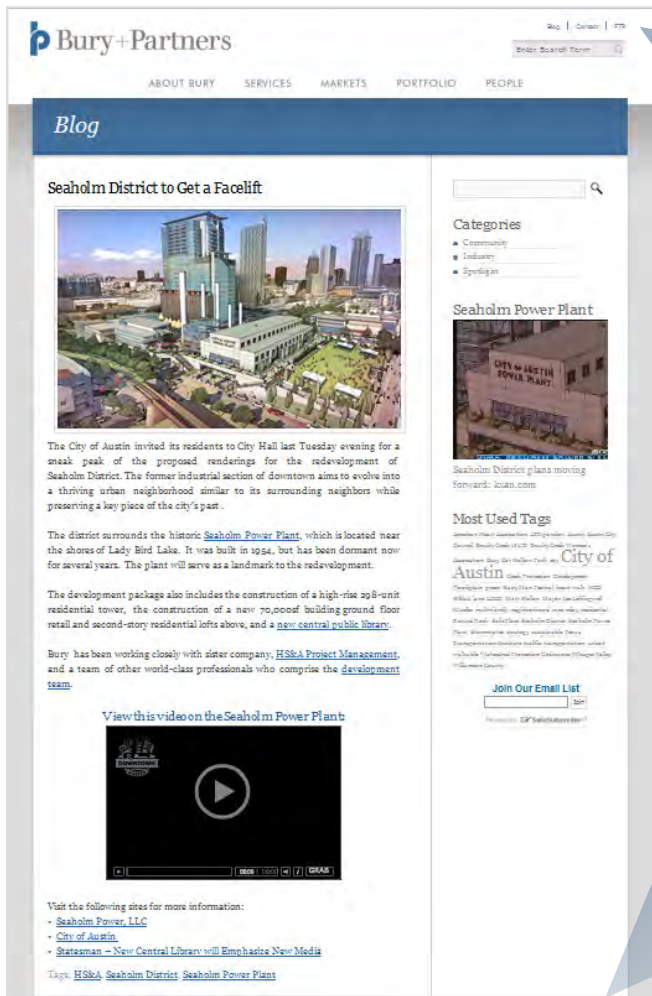 Blog | Contact | FTP
Bury+Partners
Enter Search Term
ABOUT BURY SERVICES MARKETS PORTFOLIO PEOPLE
Blog
Seaholm District to Get a Facelift
The City of Austin invited its residents to City Hall last Tuesday evening for a
sneak peak of the proposed renderings for the redevelopment of
Seaholm District. The former industrial section of downtown aims to evolve into
a thriving urban neighborhood similar to its surrounding neighbors while
preserving a key piece of the city's past .
The district surrounds the historic Seaholm Power Plant, which is located near
the shores of Lady Bird Lake. It was built in 1954, but has been dormant now
for several years. The plant will serve as a landmark to the redevelopment.
The development package also includes the construction of a high-rise 298-unit
residential tower, the construction of a new 70,000sf building ground floor
retail and second-story residential lofts above, and a new central public library.
Bury has been working closely with sister company, HS&A Project Management,
and a team of other world-class professionals who comprise the development
team.
View this video on the Seaholm Power Plant:
DOWNTOWN
00:00
GRAB
Visit the following sites for more information:
- Seaholm Power, LLC
- City of Austin
- Statesman – New Central Library will Emphasize New Media
Tags: HS&A, Seaholm District, Seaholm Power Plant
Categories
Community
Industry
Spotlight
Seaholm Power Plant
CITY OF AUSTIN
POWER PLANT
Seaholm District plans moving
forward: kxan.com
Most Used Tags
City of
Austin
Join Our Email List
Join